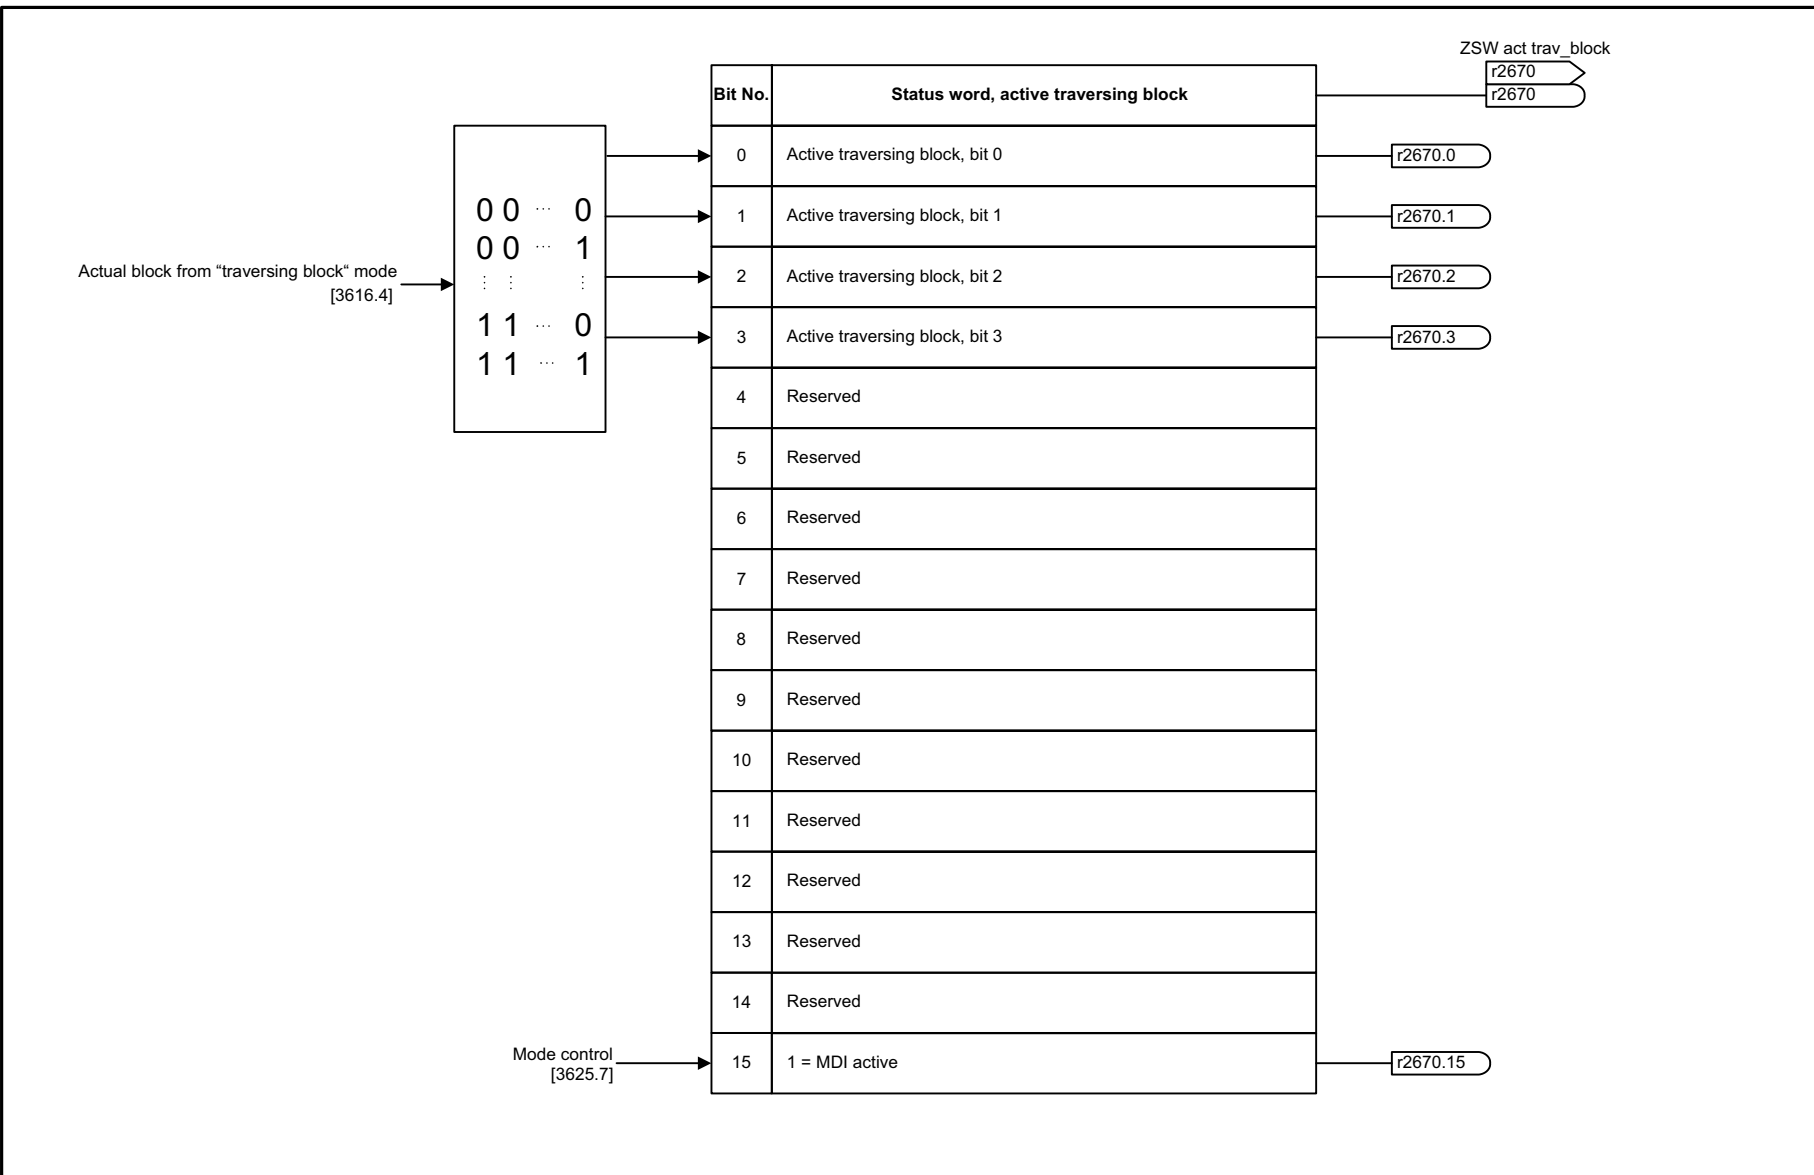 ZSW act trav_block
r2670
Bit No. Status word, active traversing block r2670
0 Active traversing block, bit 0 r2670.0
0 0 ... 0 1 Active traversing block, bit 1 r2670.1
0 0 ... 1
Actual block from “traversing block“ mode
[3616.4]
⋮ ⋮ ⋮ 2 Active traversing block, bit 2 r2670.2
1 1 ... 0 3 Active traversing block, bit 3 r2670.3
1 1 ... 1
4 Reserved
5 Reserved
6 Reserved
7 Reserved
8 Reserved
9 Reserved
10 Reserved
11 Reserved
12 Reserved
13 Reserved
14 Reserved
Mode control
[3625.7]
15 1 = MDI active r2670.15